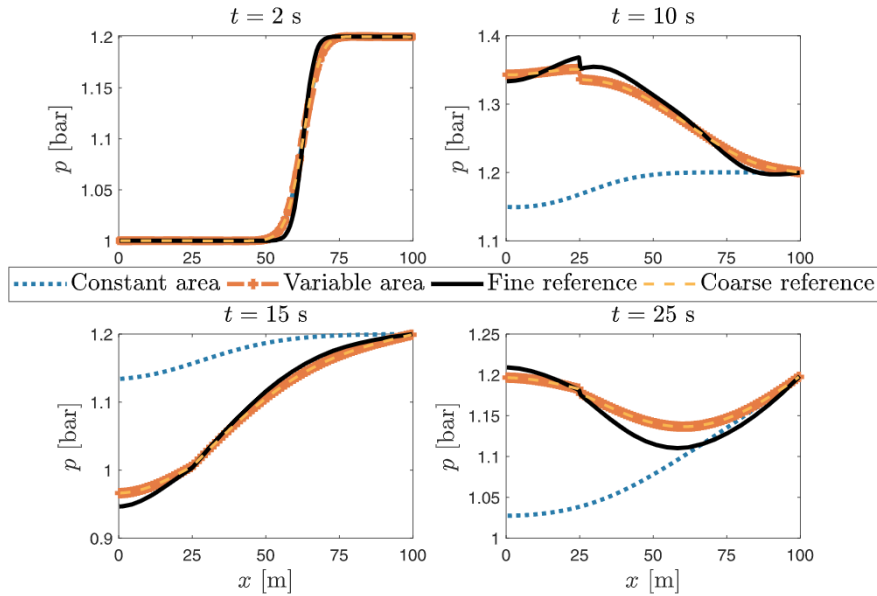 t = 2 s
1.2
1.15
1.1
1.05
1
p [bar]
0 25 50 75 100
t = 10 s
1.4
1.3
1.2
1.1
p [bar]
0 25 50 75 100
Constant area Variable area Fine reference Coarse reference
t = 15 s
1.2
1.1
1
0.9
p [bar]
0 25 50 75 100
x [m]
t = 25 s
1.25
1.2
1.15
1.1
1.05
1
p [bar]
0 25 50 75 100
x [m]